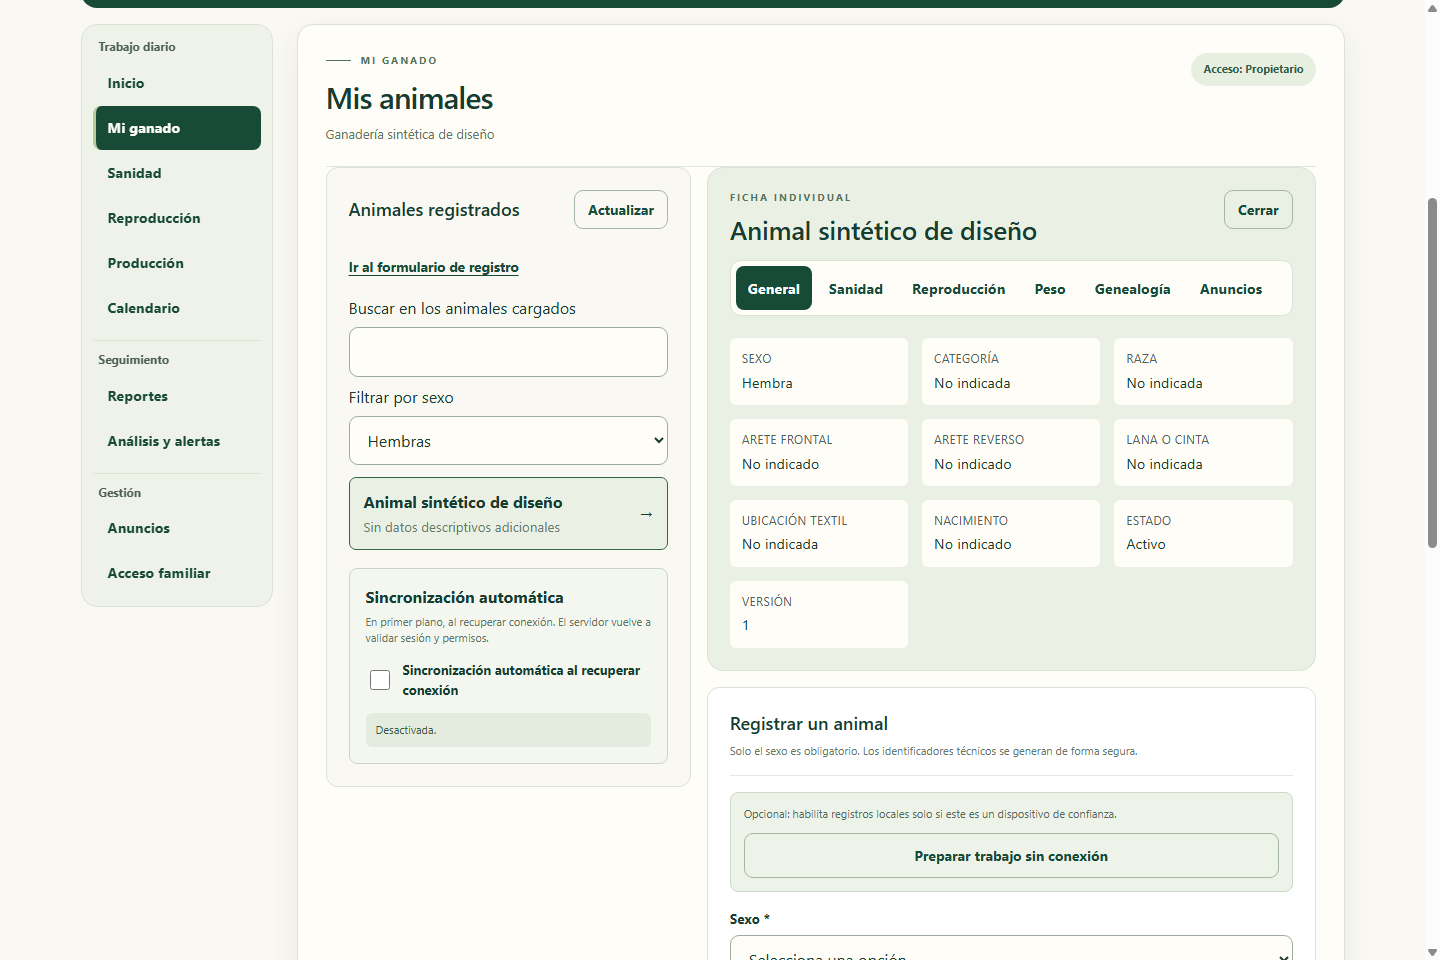 Trabajo diario
Inicio
Mi ganado
Sanidad
Reproducción
Producción
Calendario
Seguimiento
Reportes
Análisis y alertas
Gestión
Anuncios
Acceso familiar
MI GANADO
Mis animales
Ganadería sintética de diseño
Acceso: Propietario
Animales registrados
Actualizar
Ir al formulario de registro
Buscar en los animales cargados
Filtrar por sexo
Hembras
Animal sintético de diseño
Sin datos descriptivos adicionales
→
Sincronización automática
En primer plano, al recuperar conexión. El servidor vuelve a
validar sesión y permisos.
Sincronización automática al recuperar
conexión
Desactivada.
FICHA INDIVIDUAL
Animal sintético de diseño
Cerrar
General Sanidad Reproducción Peso Genealogía Anuncios
SEXO
Hembra
CATEGORÍA
No indicada
RAZA
No indicada
ARETE FRONTAL
No indicado
ARETE REVERSO
No indicado
LANA O CINTA
No indicada
UBICACIÓN TEXTIL
No indicada
NACIMIENTO
No indicado
ESTADO
Activo
VERSIÓN
1
Registrar un animal
Solo el sexo es obligatorio. Los identificadores técnicos se generan de forma segura.
Opcional: habilita registros locales solo si este es un dispositivo de confianza.
Preparar trabajo sin conexión
Sexo *
Selecciona una opción